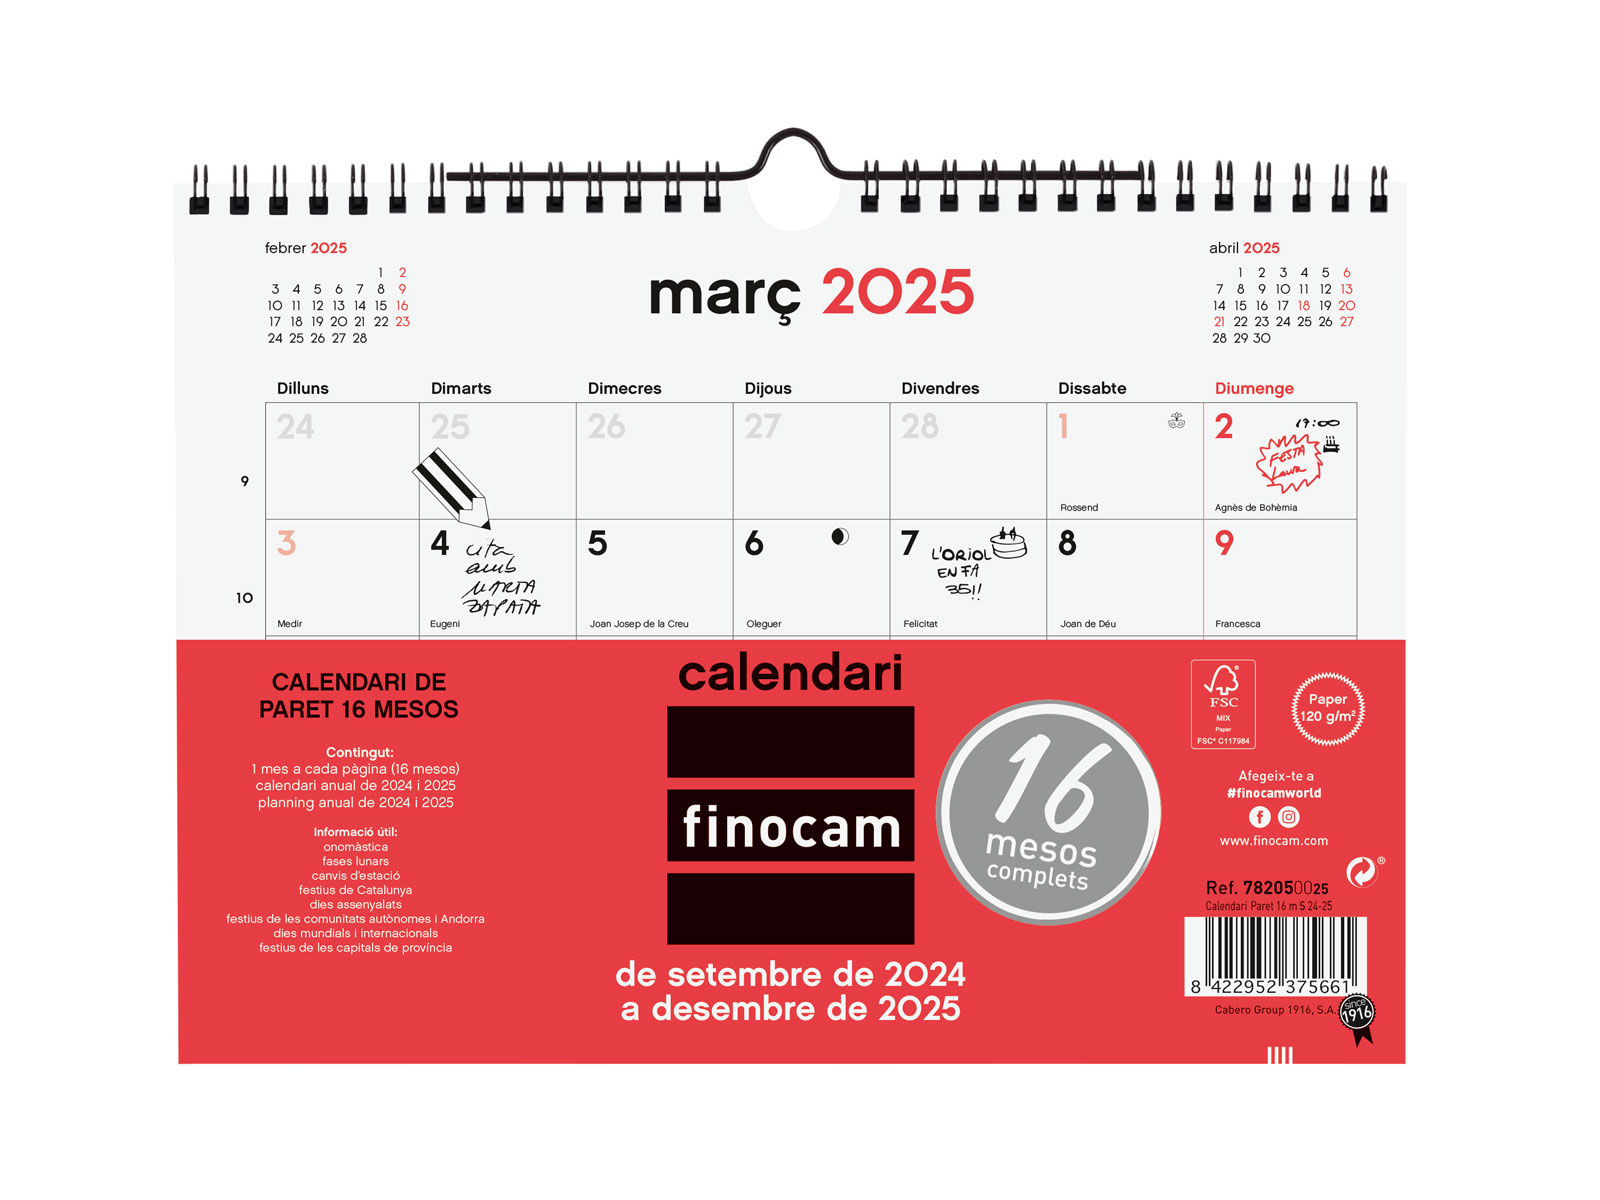 febrer 2025
1 2
3 4 5 6 7 8 9
10 11 12 13 14 15 16
17 18 19 20 21 22 23
24 25 26 27 28
març 2025
abril 2025
1 2 3 4 5 6
7 8 9 10 11 12 13
14 15 16 17 18 19 20
21 22 23 24 25 26 27
28 29 30
Dilluns Dimarts Dimecres Dijous Divendres Dissabte Diumenge
24 25 26 27 28 1 2
17:00
FESTA
Laura
9
Rossend Agnès de Bohèmia
3 4 5 6 7 8 9
cita
amb
MARTA
ZAPATA
L'ORIOL
EN FA
35!!
10
Medir Eugeni Joan Josep de la Creu Oleguer Felicitat Joan de Déu Francesca
CALENDARI DE
PARET 16 MESOS
Contingut:
1 mes a cada pàgina (16 mesos)
calendari anual de 2024 i 2025
planning anual de 2024 i 2025
Informació útil:
onomàstica
fases lunars
canvis d'estació
festius de Catalunya
dies assenyalats
festius de les comunitats autònomes i Andorra
dies mundials i internacionals
festius de les capitals de província
calendari
finocam
de setembre de 2024
a desembre de 2025
16
mesos
complets
FSC
MIX
Paper
FSC® C117984
Paper
120 g/m²
Afegeix-te a
#finocamworld
www.finocam.com
®
Ref. 782050025
Calendari Paret 16 m S 24-25
8 422952 375661
Cabero Group 1916, S.A.
since
1916